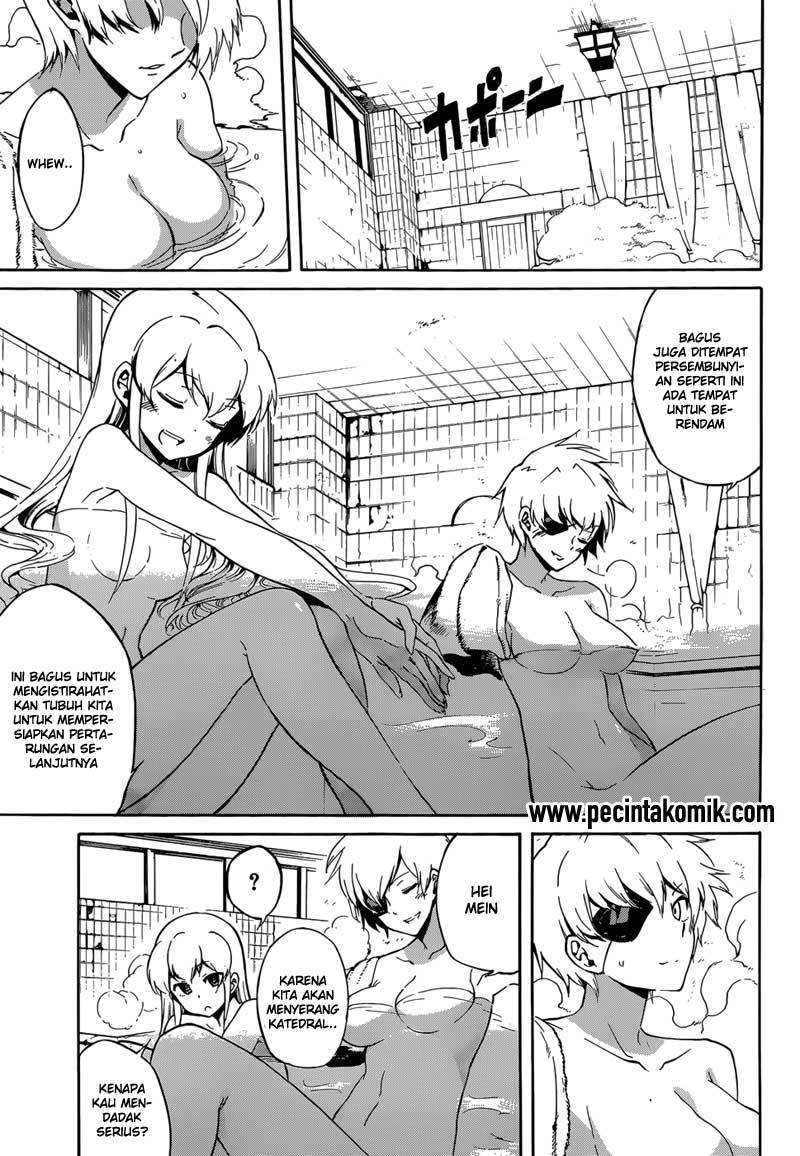 カポーン
WHEW..
BAGUS
JUGA DITEMPAT
PERSEMBUNYI-
AN SEPERTI INI
ADA TEMPAT
UNTUK BE-
RENDAM
INI BAGUS UNTUK
MENGISTIRAHAT-
KAN TUBUH KITA
UNTUK MEMPER-
SIAPKAN PERTA-
RUNGAN SE-
LANJUTNYA
www.pecintakomik.com
HEI
MEIN
?
KARENA
KITA AKAN
MENYERANG
KATEDRAL..
KENAPA
KAU MEN-
DADAK
SERIUS?